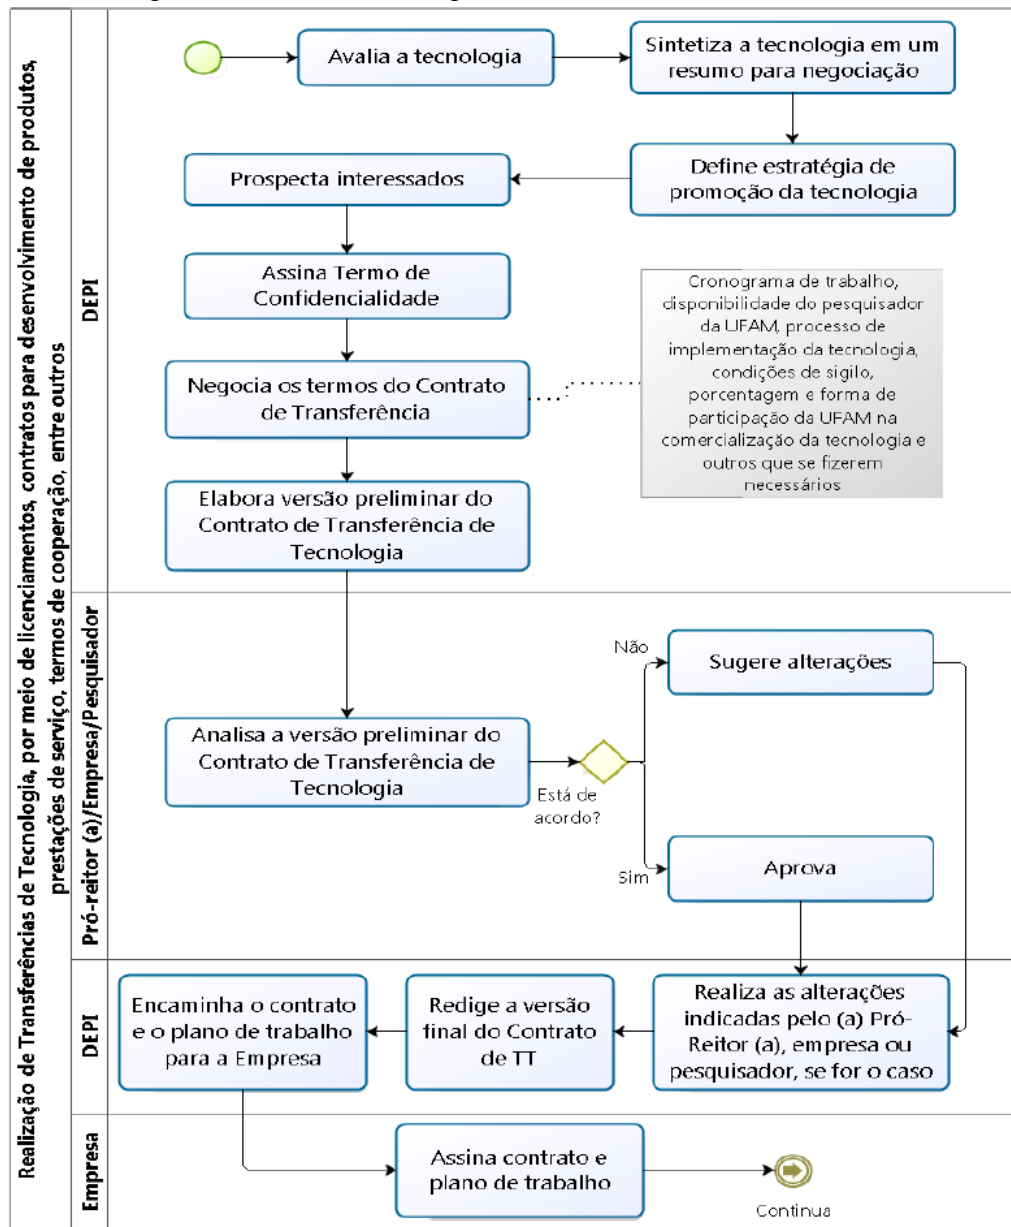 Realização de Transferências de Tecnologia, por meio de licenciamentos, contratos para desenvolvimento de produtos,
prestações de serviço, termos de cooperação, entre outros
DEPI
Avalia a tecnologia
Sintetiza a tecnologia em um
resumo para negociação
Define estratégia de
promoção da tecnologia
Prospecta interessados
Assina Termo de
Confidencialidade
Negocia os termos do Contrato
de Transferência
Cronograma de trabalho,
disponibilidade do pesquisador
da UFAM, processo de
implementação da tecnologia,
condições de sigilo,
porcentagem e forma de
participação da UFAM na
comercialização da tecnologia e
outros que se fizerem
necessários
Elabora versão preliminar do
Contrato de Transferência de
Tecnologia
Pró-reitor (a)/Empresa/Pesquisador
Analisa a versão preliminar do
Contrato de Transferência de
Tecnologia
Está de
acordo?
Não
Sugere alterações
Sim
Aprova
DEPI
Realiza as alterações
indicadas pelo (a) Pró-
Reitor (a), empresa ou
pesquisador, se for o caso
Redige a versão
final do Contrato
de TT
Encaminha o contrato
e o plano de trabalho
para a Empresa
Empresa
Assina contrato e
plano de trabalho
Continua